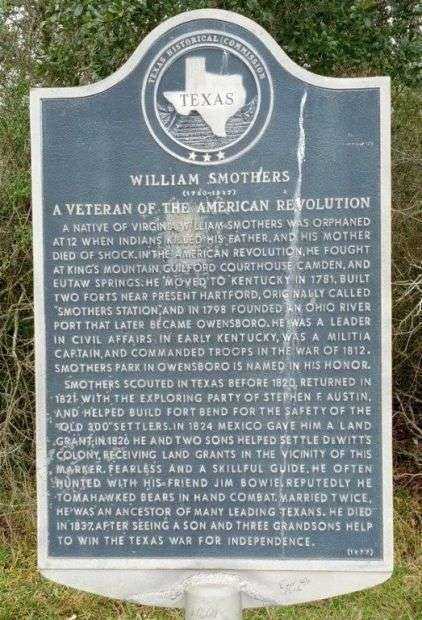 TEXAS HISTORICAL COMMISSION
TEXAS
WILLIAM SMOTHERS
(1760-1837)
A VETERAN OF THE AMERICAN REVOLUTION
A NATIVE OF VIRGINIA, WILLIAM SMOTHERS WAS ORPHANED
AT 12 WHEN INDIANS KILLED HIS FATHER, AND HIS MOTHER
DIED OF SHOCK. IN THE AMERICAN REVOLUTION, HE FOUGHT
AT KING'S MOUNTAIN, GUILFORD COURTHOUSE, CAMDEN, AND
EUTAW SPRINGS. HE MOVED TO KENTUCKY IN 1781, BUILT
TWO FORTS NEAR PRESENT HARTFORD, ORIGINALLY CALLED
"SMOTHERS STATION," AND IN 1798 FOUNDED AN OHIO RIVER
PORT THAT LATER BECAME OWENSBORO. HE WAS A LEADER
IN CIVIL AFFAIRS IN EARLY KENTUCKY, WAS A MILITIA
CAPTAIN, AND COMMANDED TROOPS IN THE WAR OF 1812.
SMOTHERS PARK IN OWENSBORO IS NAMED IN HIS HONOR.
SMOTHERS SCOUTED IN TEXAS BEFORE 1820, RETURNED IN
1821 WITH THE EXPLORING PARTY OF STEPHEN F. AUSTIN,
AND HELPED BUILD FORT BEND FOR THE SAFETY OF THE
"OLD 300" SETTLERS. IN 1824 MEXICO GAVE HIM A LAND
GRANT. IN 1826 HE AND TWO SONS HELPED SETTLE DEWITT'S
COLONY, RECEIVING LAND GRANTS IN THE VICINITY OF THIS
MARKER. FEARLESS AND A SKILLFUL GUIDE, HE OFTEN
HUNTED WITH HIS FRIEND JIM BOWIE. REPUTEDLY HE
TOMAHAWKED BEARS IN HAND COMBAT. MARRIED TWICE,
HE WAS AN ANCESTOR OF MANY LEADING TEXANS. HE DIED
IN 1837, AFTER SEEING A SON AND THREE GRANDSONS HELP
TO WIN THE TEXAS WAR FOR INDEPENDENCE.